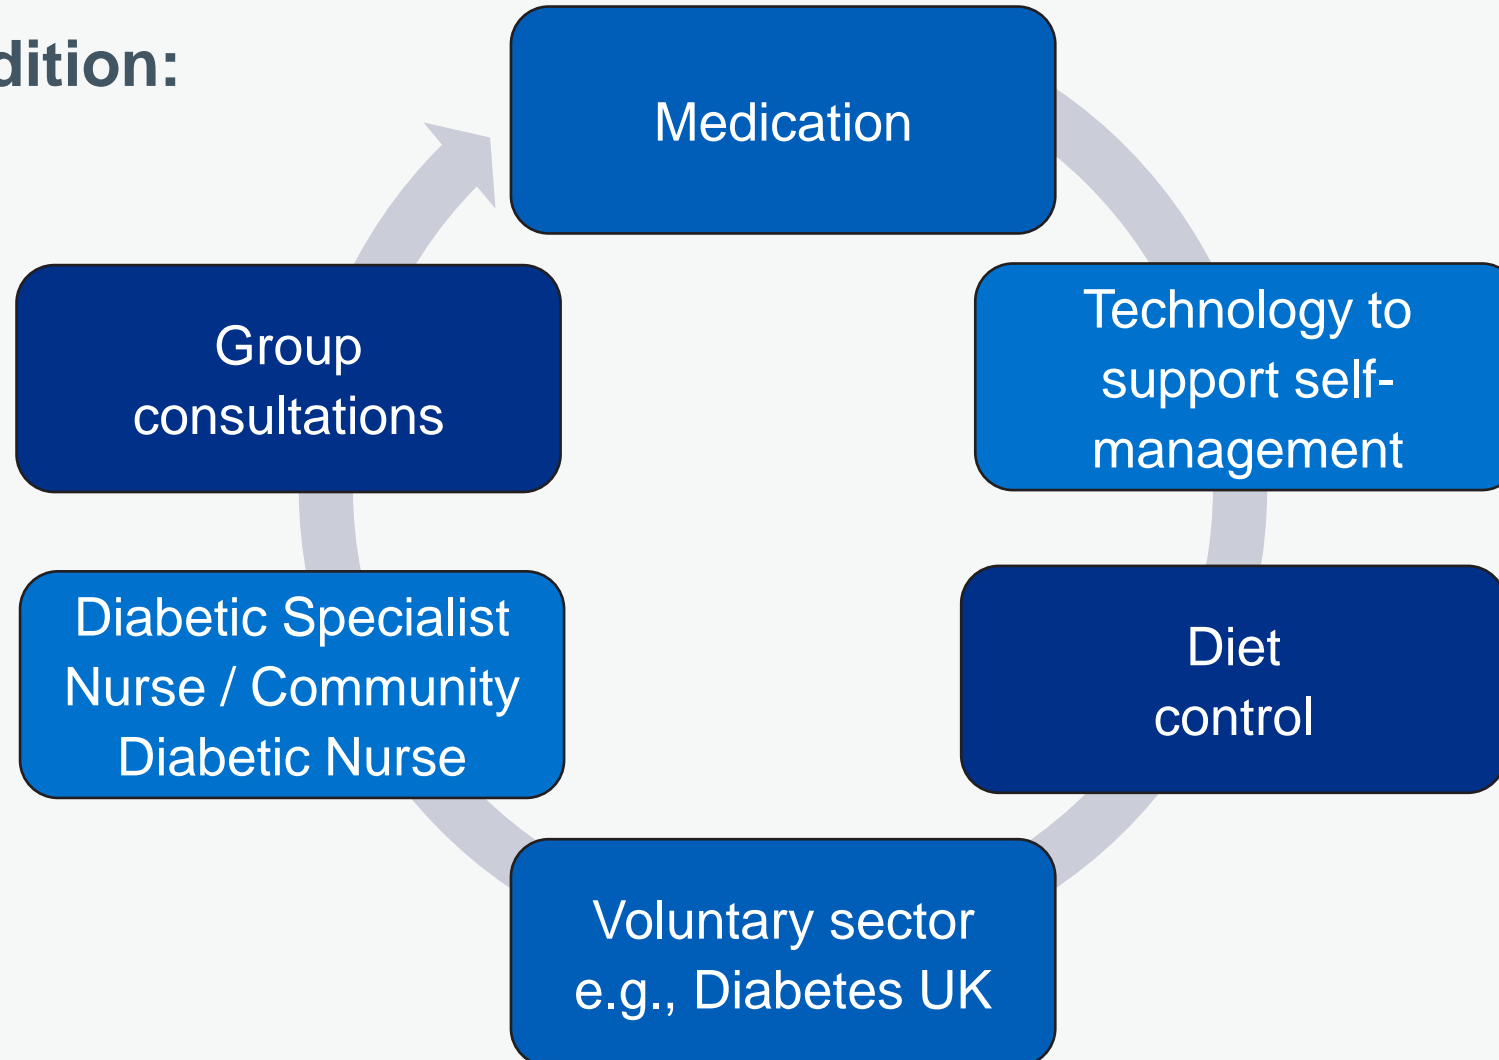 dition:
Medication
Technology to
support self-
management
Diet
control
Voluntary sector
e.g., Diabetes UK
Diabetic Specialist
Nurse / Community
Diabetic Nurse
Group
consultations